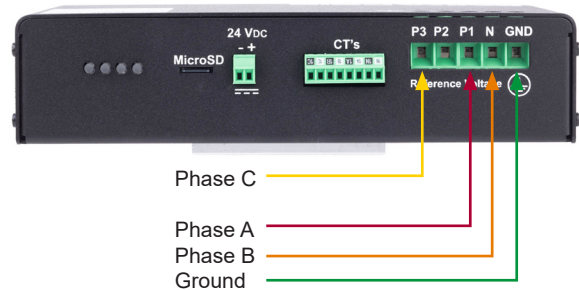 24 VDC
- +
MicroSD
CT's
P3 P2 P1 N GND
Reference Voltage
Phase C
Phase A
Phase B
Ground